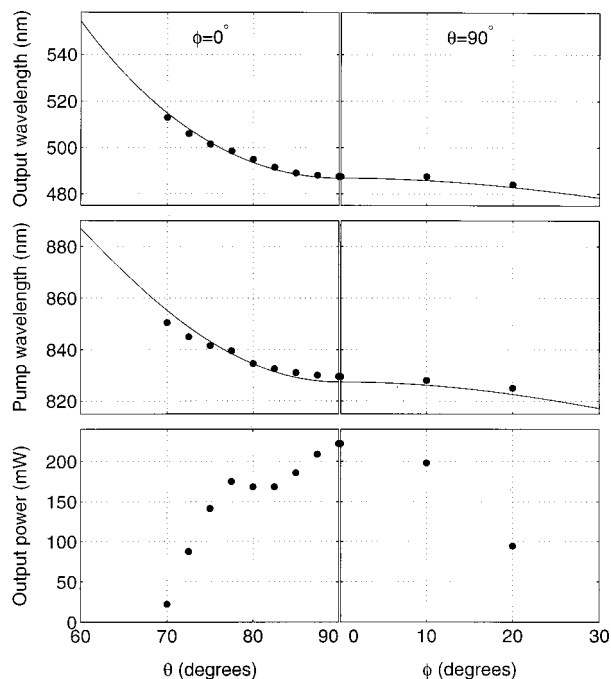 ϕ=0°
θ=90°
Output wavelength (nm)
540
520
500
480
Pump wavelength (nm)
880
860
840
820
Output power (mW)
200
150
100
50
0
60 70 80 90 0 10 20 30
θ (degrees)
ϕ (degrees)